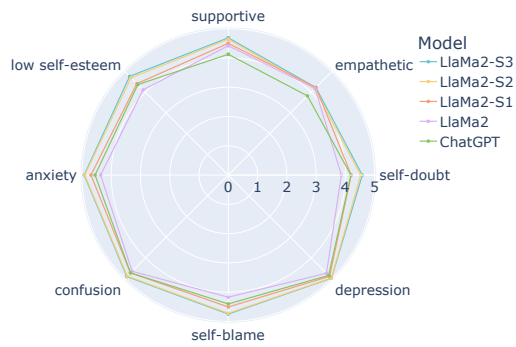 supportive
Model
low self-esteem
empathetic
LlaMa2-S3
LlaMa2-S2
LlaMa2-S1
LlaMa2
ChatGPT
anxiety
0 1 2 3 4 5
self-doubt
confusion
depression
self-blame